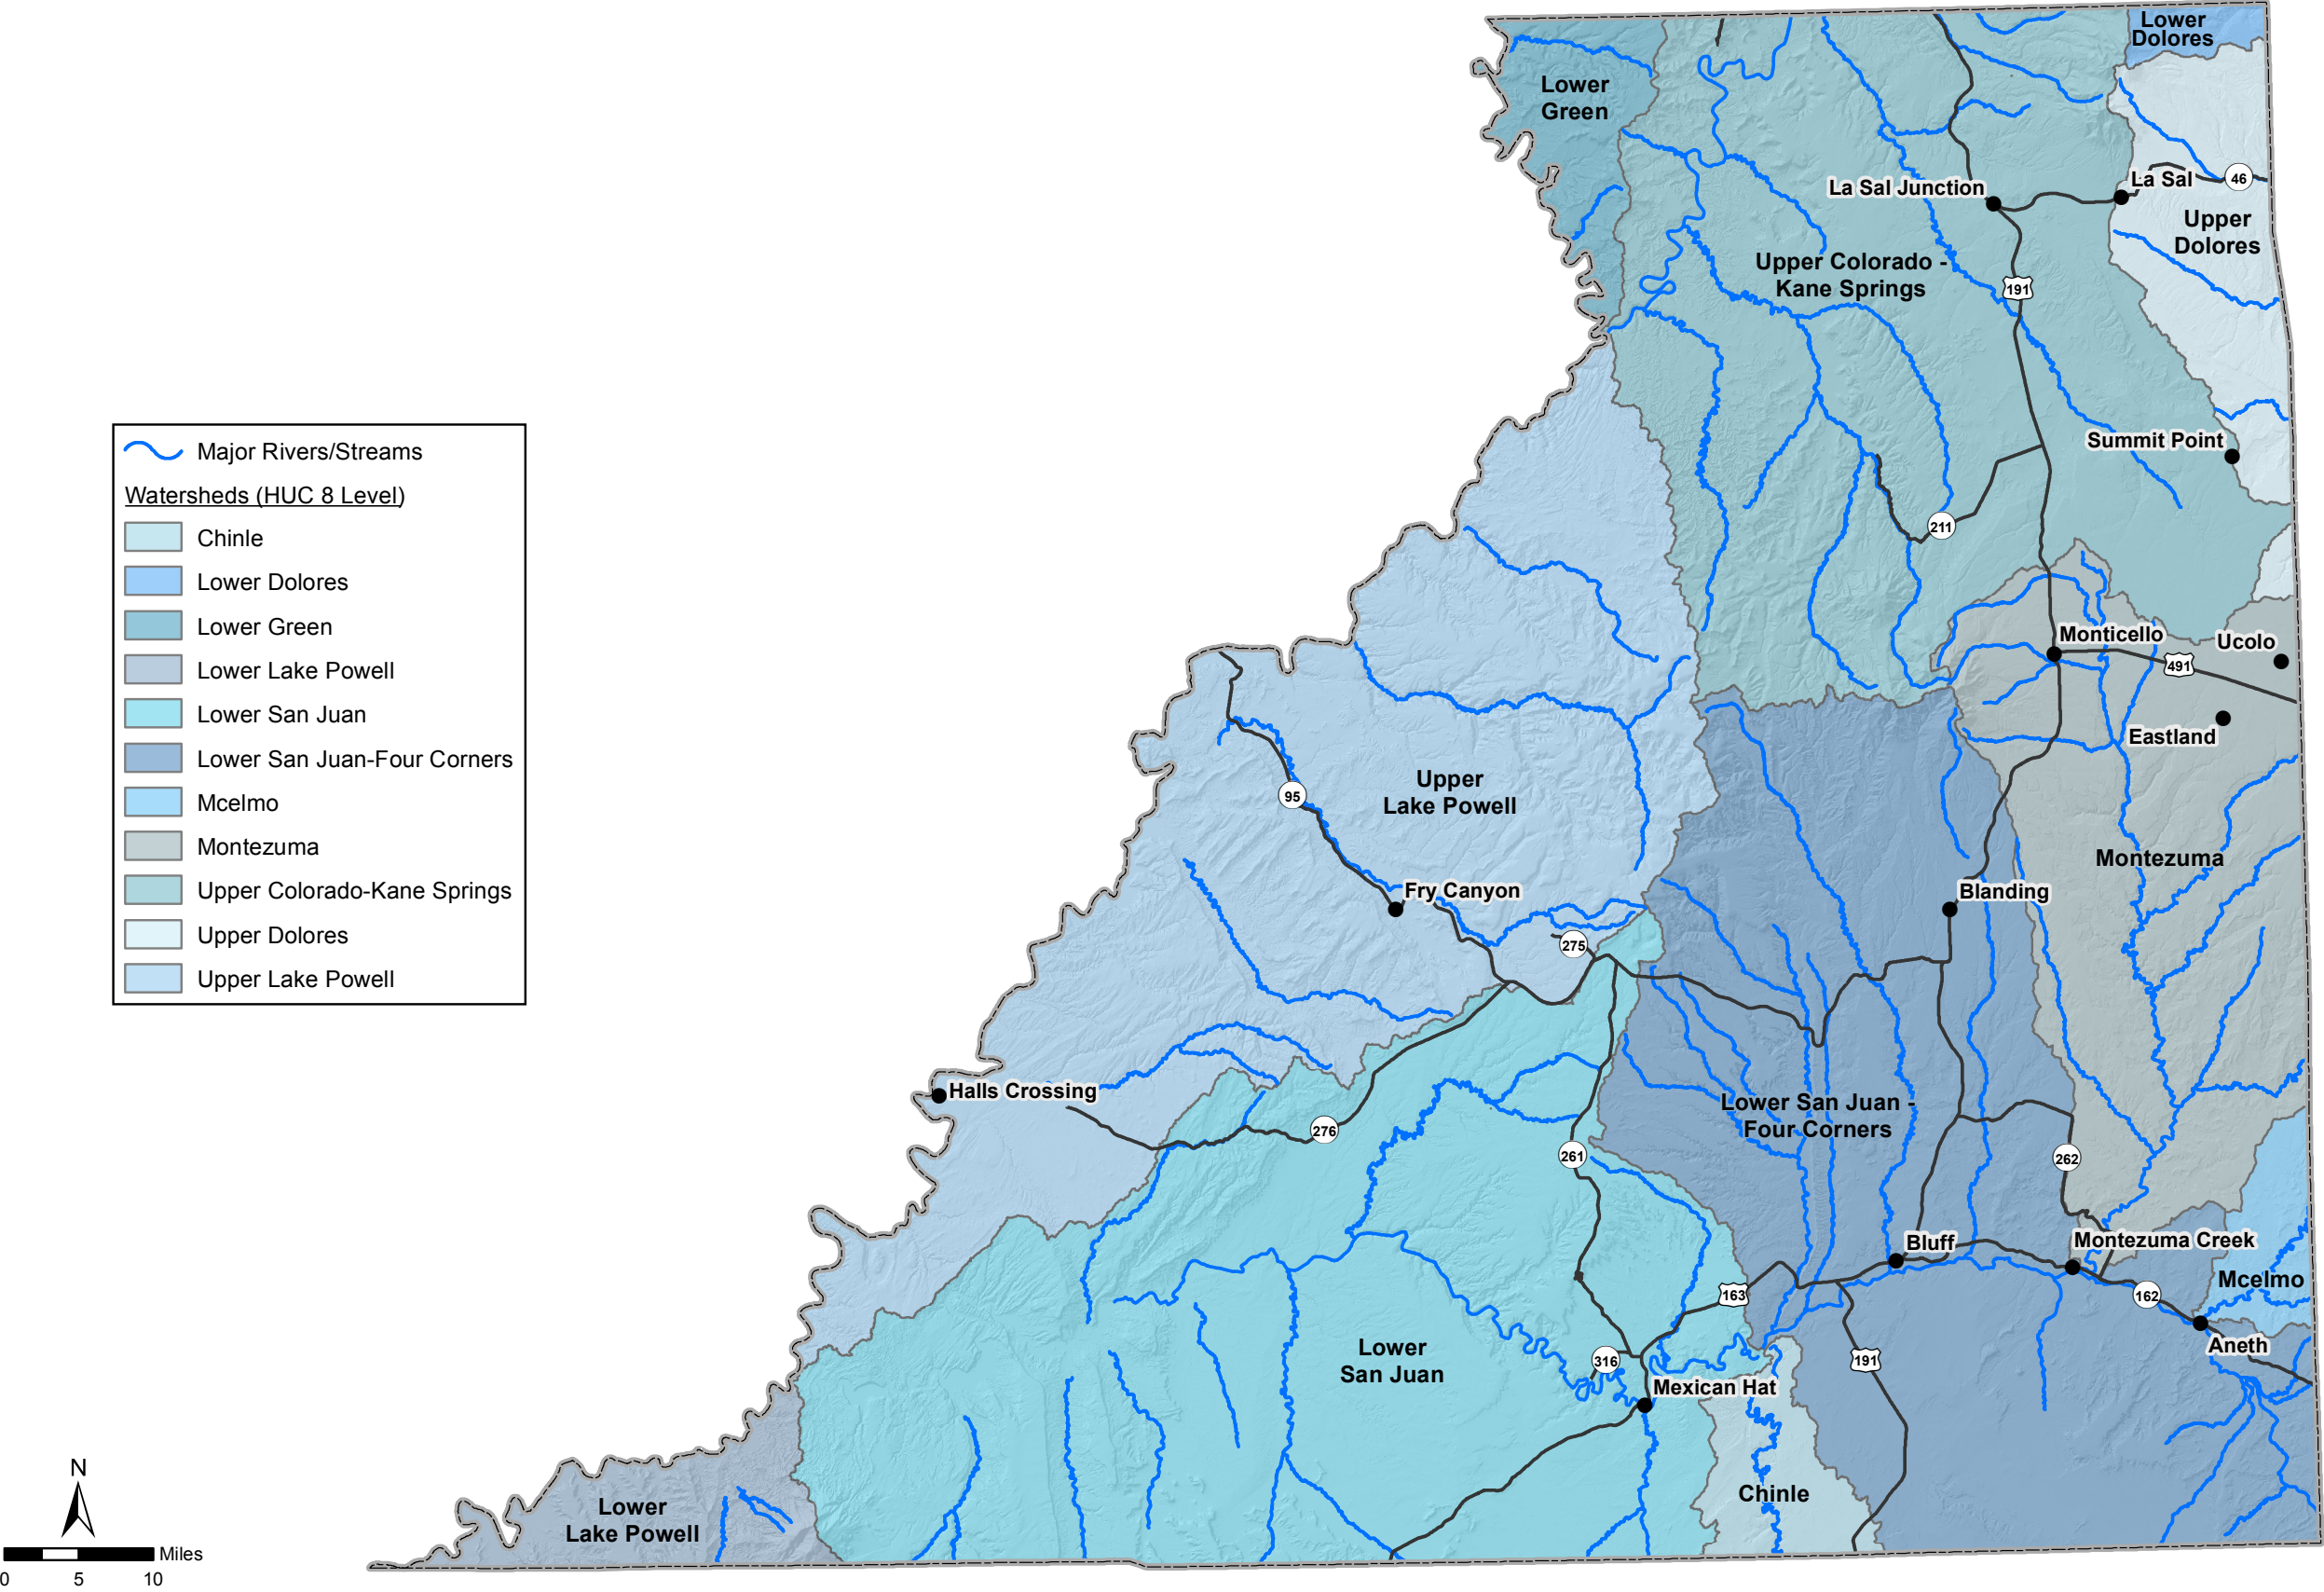 Lower
Dolores
Lower
Green
La Sal Junction
La Sal
46
Upper
Dolores
Upper Colorado -
Kane Springs
191
Summit Point
211
Major Rivers/Streams
Watersheds (HUC 8 Level)
Chinle
Lower Dolores
Lower Green
Lower Lake Powell
Lower San Juan
Lower San Juan-Four Corners
Mcelmo
Montezuma
Upper Colorado-Kane Springs
Upper Dolores
Upper Lake Powell
Monticello
Ucolo
491
Eastland
Upper
Lake Powell
95
Montezuma
Fry Canyon
Blanding
275
Halls Crossing
276
Lower San Juan -
Four Corners
261
262
Bluff
Montezuma Creek
Mcelmo
163
162
Aneth
Lower
San Juan
316
191
Mexican Hat
Chinle
Lower
Lake Powell
N
Miles
0 5 10